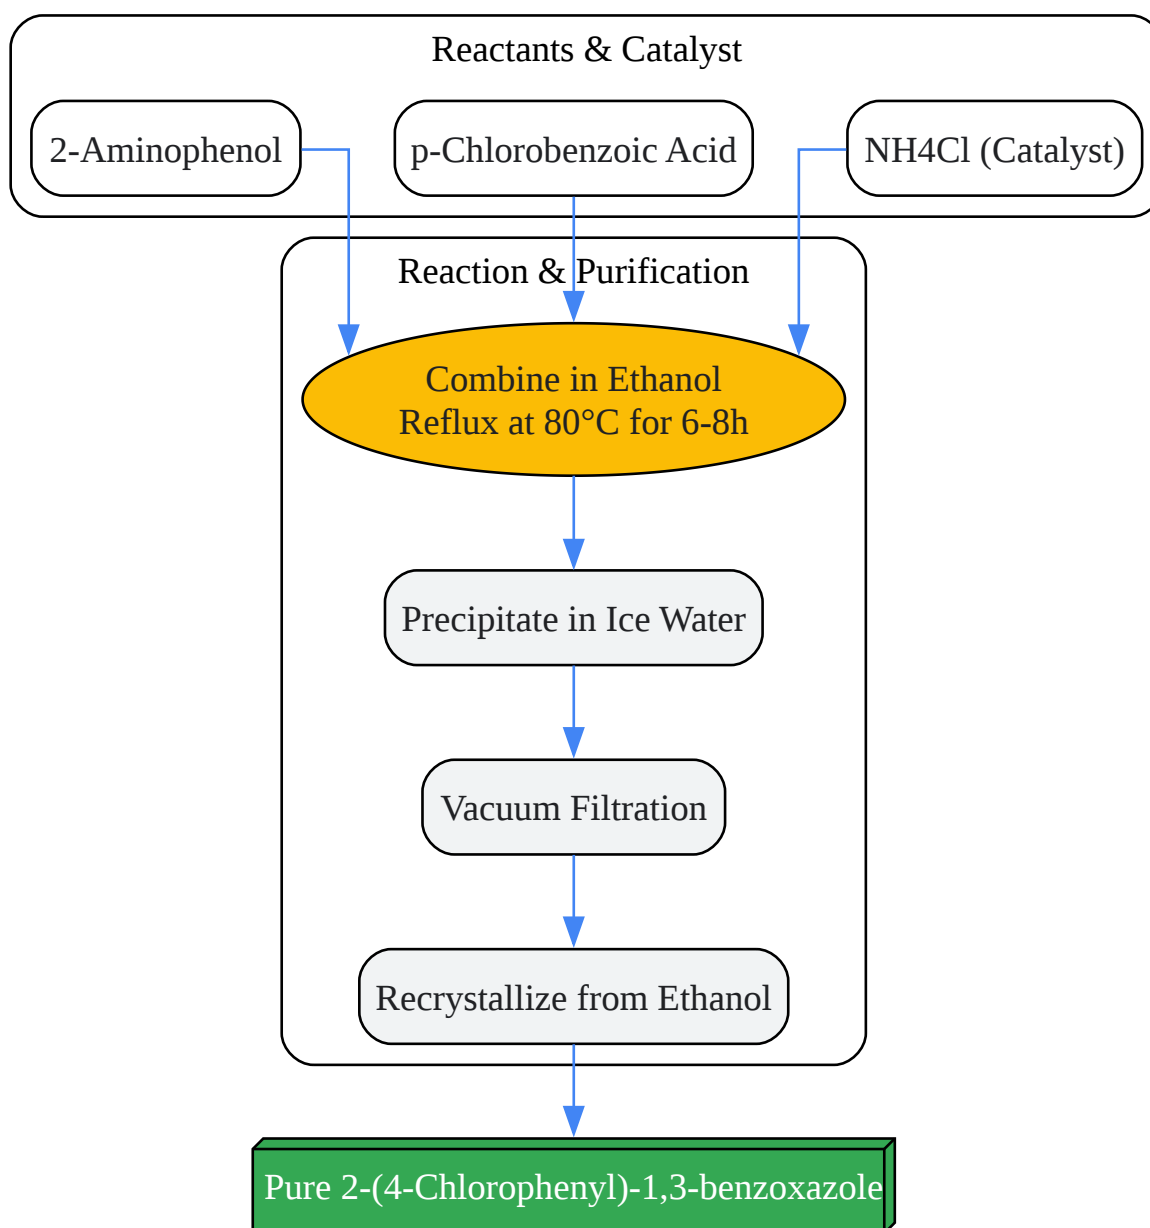 Reactants & Catalyst
2-Aminophenol
p-Chlorobenzoic Acid
NH4Cl (Catalyst)
Reaction & Purification
Combine in Ethanol
Reflux at 80°C for 6-8h
Precipitate in Ice Water
Vacuum Filtration
Recrystallize from Ethanol
Pure 2-(4-Chlorophenyl)-1,3-benzoxazole